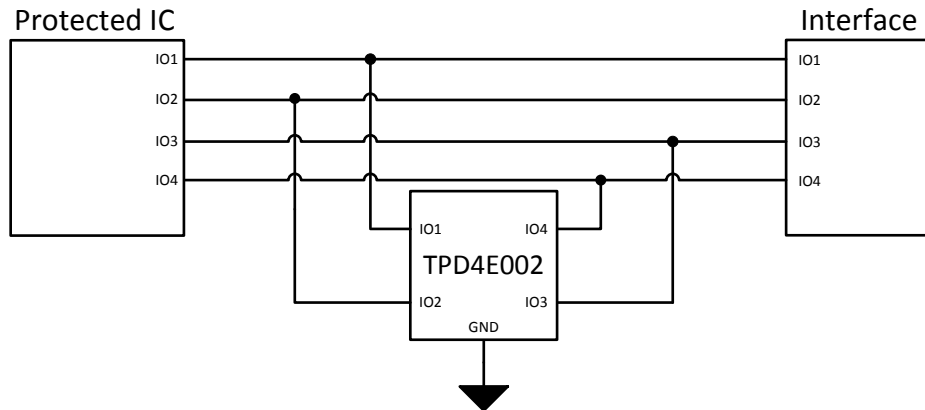 Protected IC
Interface
IO1
IO2
IO3
IO4
IO1
IO2
IO3
IO4
IO1
IO4
TPD4E002
IO2
IO3
GND